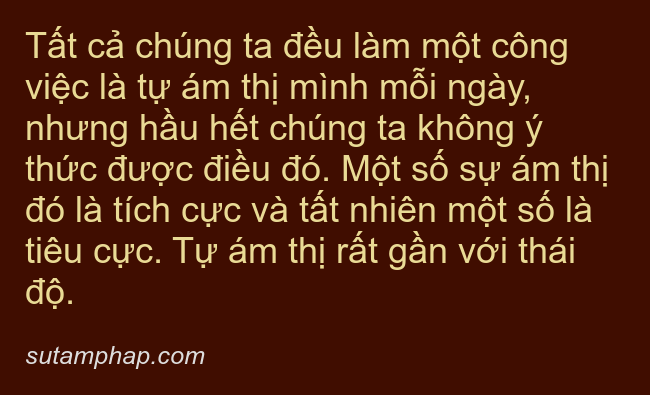 Tất cả chúng ta đều làm một công
việc là tự ám thị mình mỗi ngày,
nhưng hầu hết chúng ta không ý
thức được điều đó. Một số sự ám thị
đó là tích cực và tất nhiên một số là
tiêu cực. Tự ám thị rất gần với thái
độ.
sutamphap.com